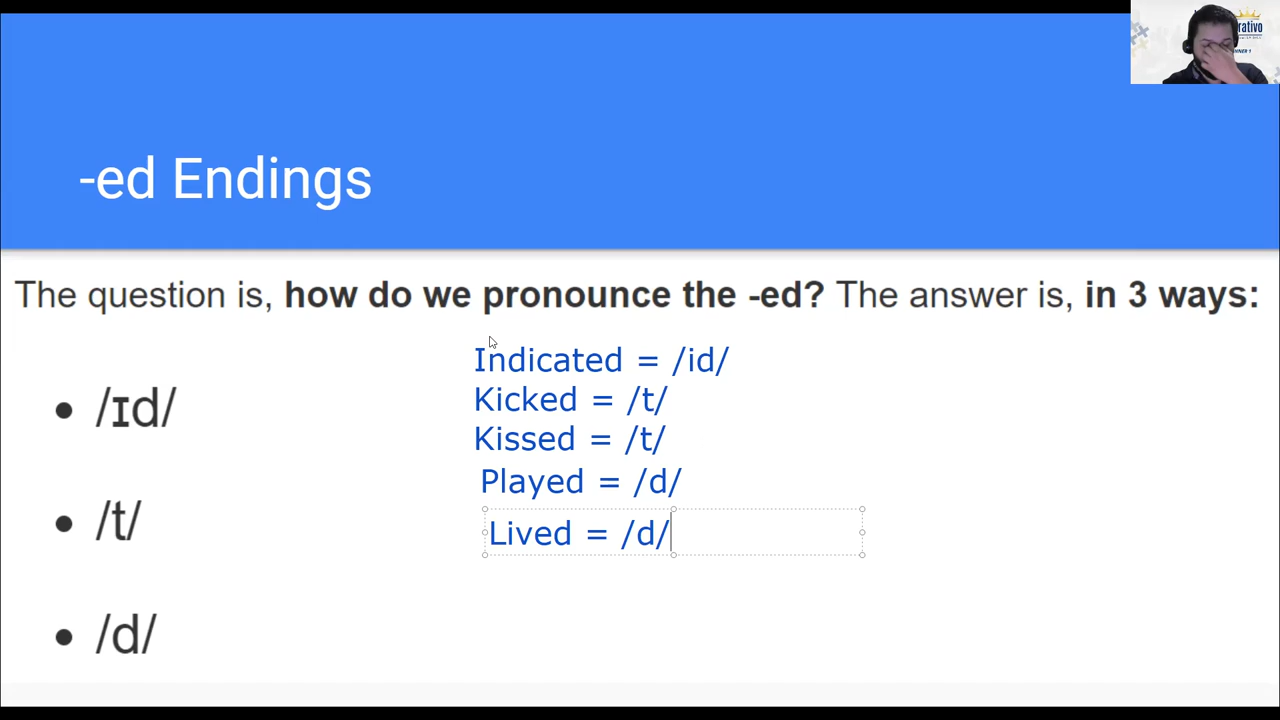 -ed Endings
The question is, how do we pronounce the -ed? The answer is, in 3 ways:
• /ɪd/
• /t/
• /d/
Indicated = /id/
Kicked = /t/
Kissed = /t/
Played = /d/
Lived = /d/